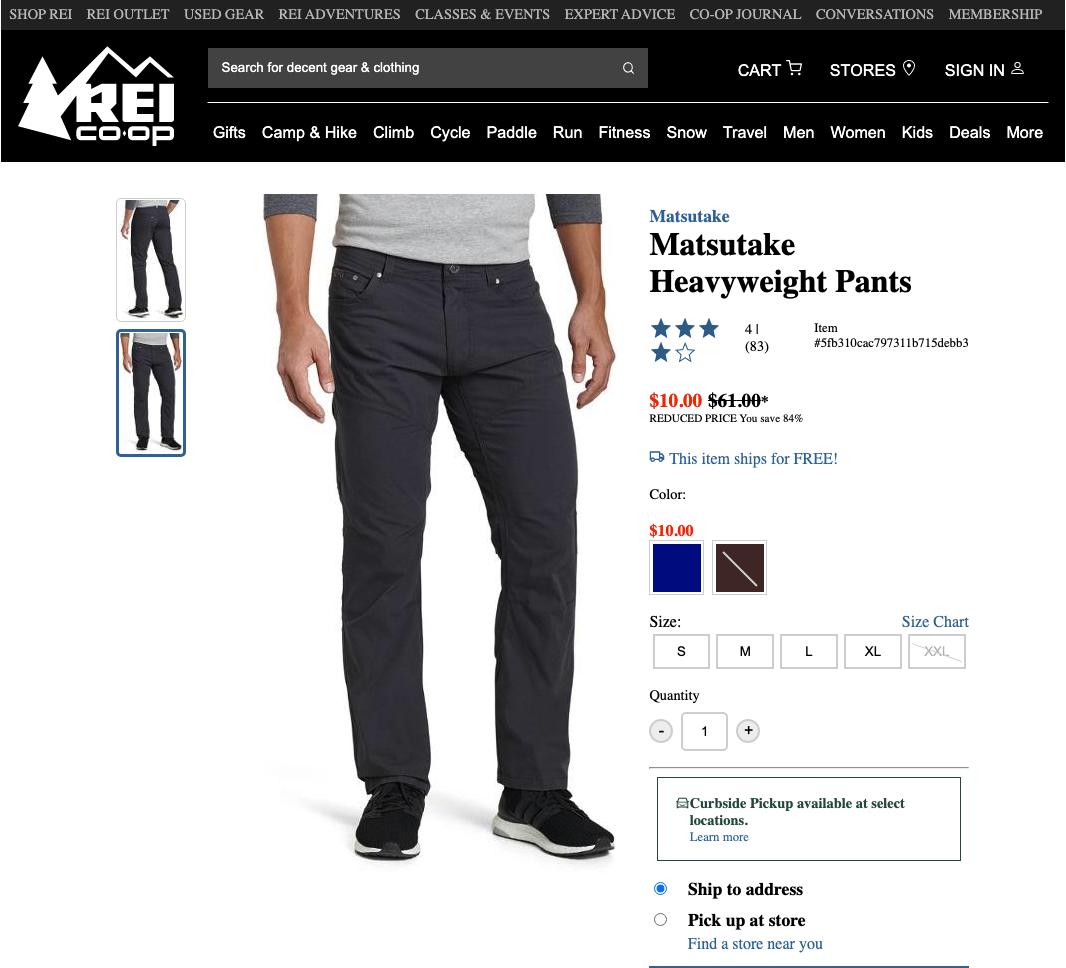 SHOP REI REI OUTLET USED GEAR REI ADVENTURES CLASSES & EVENTS EXPERT ADVICE CO-OP JOURNAL CONVERSATIONS MEMBERSHIP
REI
CO·OP
Search for decent gear & clothing
CART STORES SIGN IN
Gifts Camp & Hike Climb Cycle Paddle Run Fitness Snow Travel Men Women Kids Deals More
Matsutake
Matsutake
Heavyweight Pants
4 |
(83)
Item
#5fb310cac797311b715debb3
$10.00 $61.00*
REDUCED PRICE You save 84%
This item ships for FREE!
Color:
$10.00
Size: Size Chart
S M L XL XXL
Quantity
- 1 +
Curbside Pickup available at select
locations.
Learn more
Ship to address
Pick up at store
Find a store near you